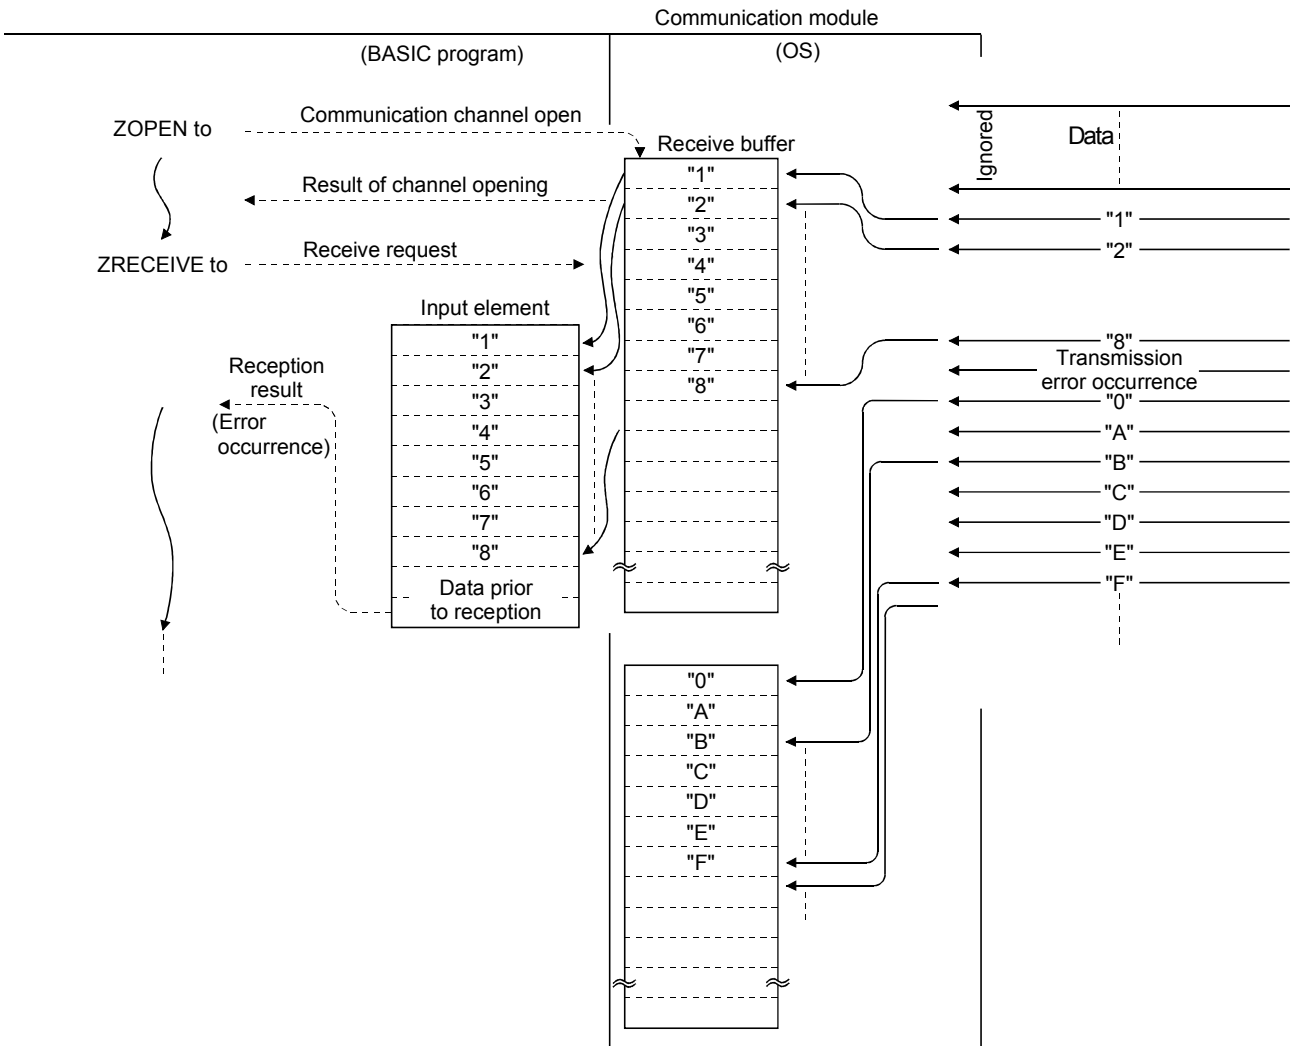 Communication module
(BASIC program)
(OS)
ZOPEN to
Communication channel open
Receive buffer
Ignored
Data
Result of channel opening
ZRECEIVE to
Receive request
"1"
"2"
"3"
"4"
"5"
"6"
"7"
"8"
"1"
"2"
"8"
Transmission
error occurrence
"0"
"A"
"B"
"C"
"D"
"E"
"F"
Input element
"1"
"2"
"3"
"4"
"5"
"6"
"7"
"8"
Data prior
to reception
Reception
result
(Error
occurrence)
"0"
"A"
"B"
"C"
"D"
"E"
"F"